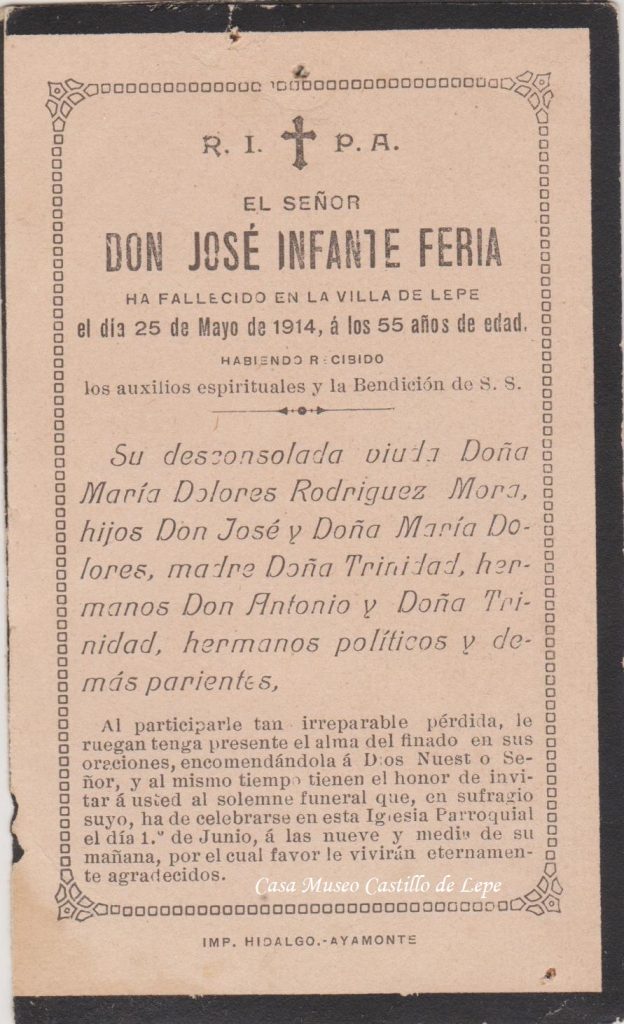 R. I. P. A.
EL SEÑOR
DON JOSÉ INFANTE FERIA
HA FALLECIDO EN LA VILLA DE LEPE
el día 25 de Mayo de 1914, á los 55 años de edad.
HABIENDO RECIBIDO
los auxilios espirituales y la Bendición de S. S.
Su desconsolada viuda Doña
María Dolores Rodriguez Mora,
hijos Don José y Doña María Do-
lores, madre Doña Trinidad, her-
manos Don Antonio y Doña Tri-
nidad, hermanos políticos y de-
más parientes,
Al participarle tan irreparable pérdida, le
ruegan tenga presente el alma del finado en sus
oraciones, encomendándola á Dios Nuest o Se-
ñor, y al mismo tiempo tienen el honor de invi-
tar á usted al solemne funeral que, en sufragio
suyo, ha de celebrarse en esta Iglesia Parroquial
el día 1.º de Junio, á las nueve y media de su
mañana, por el cual favor le vivirán eternamen-
te agradecidos.
Casa Museo Castillo de Lepe
IMP. HIDALGO.-AYAMONTE